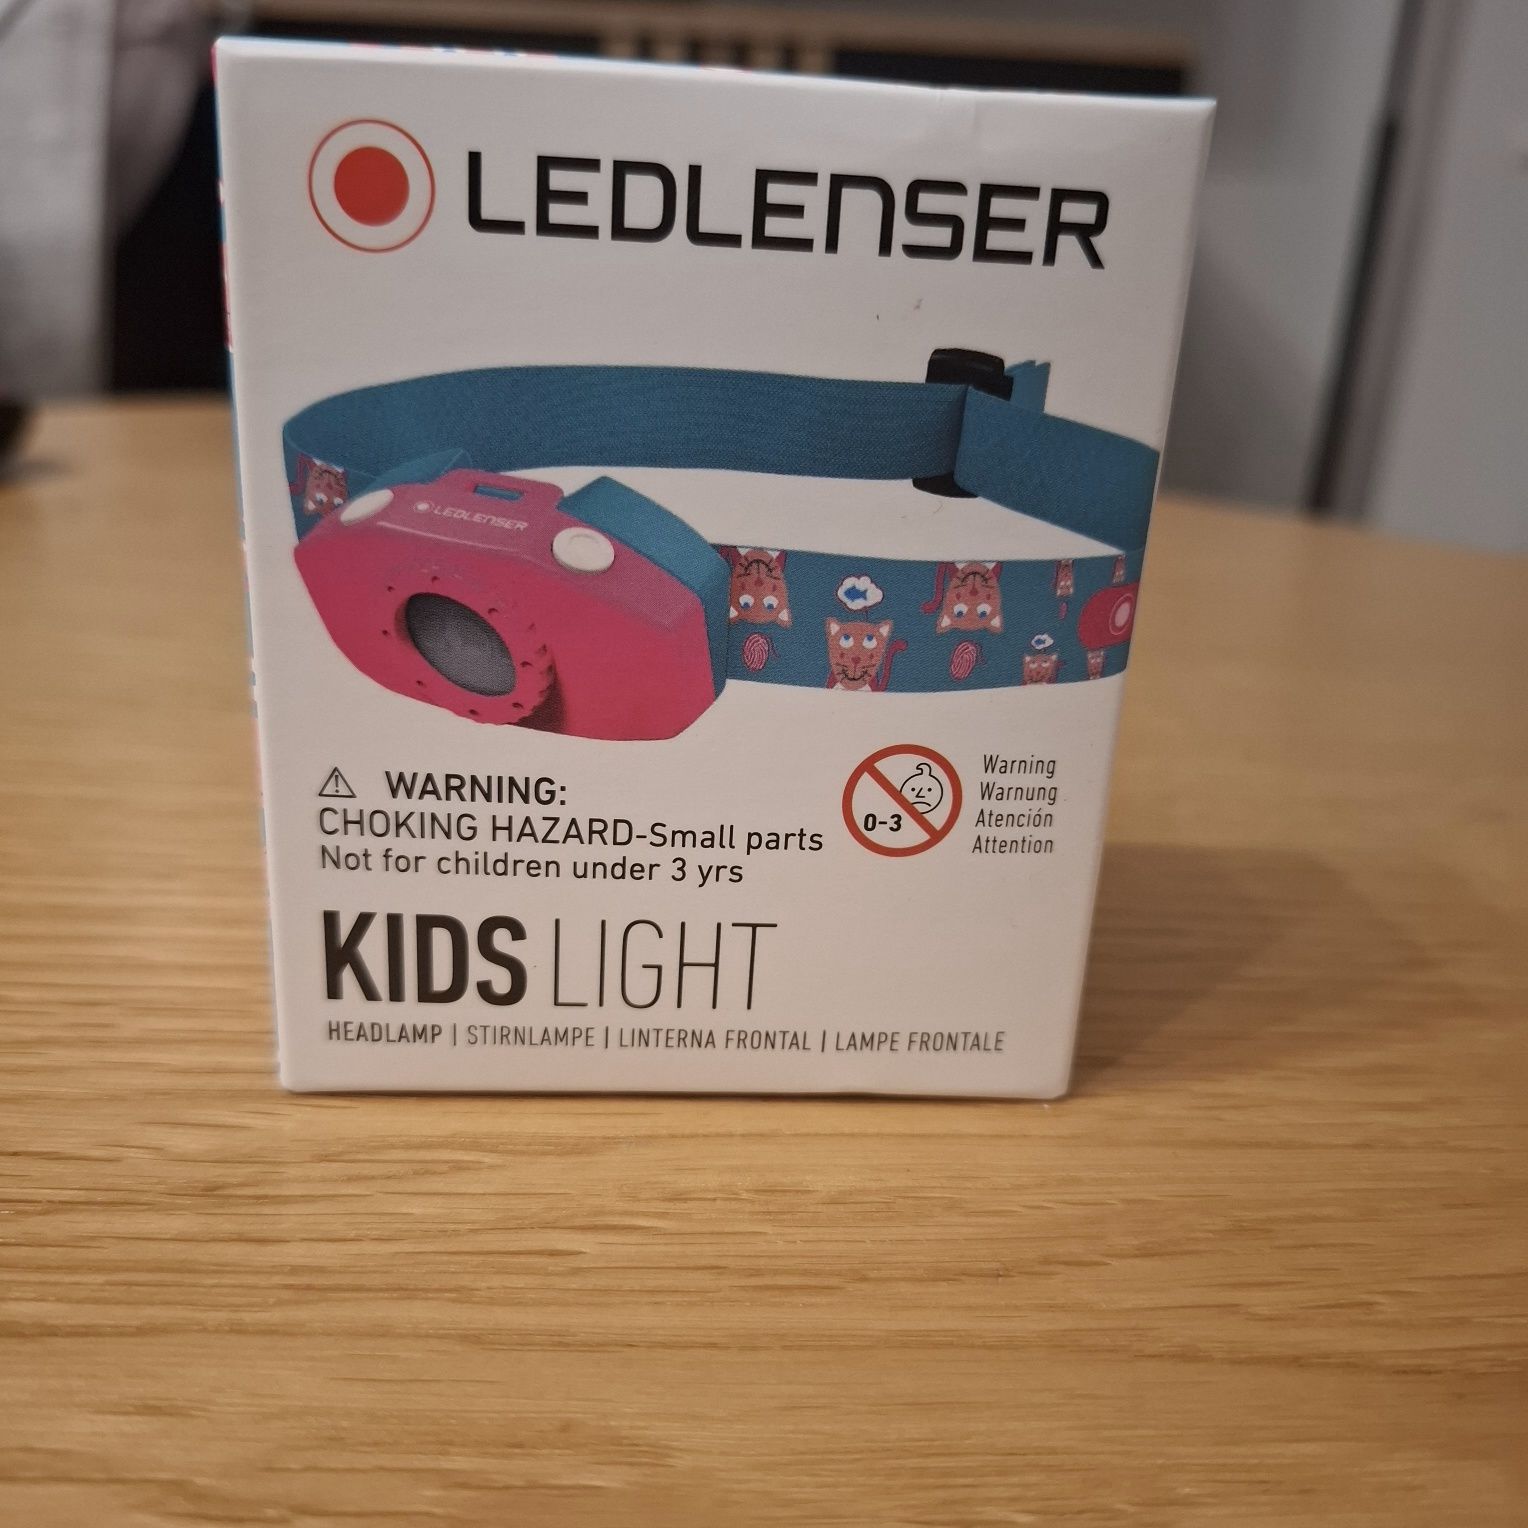 LEDLENSER
LEDLENSER
WARNING:
CHOKING HAZARD-Small parts
Not for children under 3 yrs
0-3
Warning
Warnung
Atención
Attention
KIDS LIGHT
HEADLAMP | STIRNLAMPE | LINTERNA FRONTAL | LAMPE FRONTALE